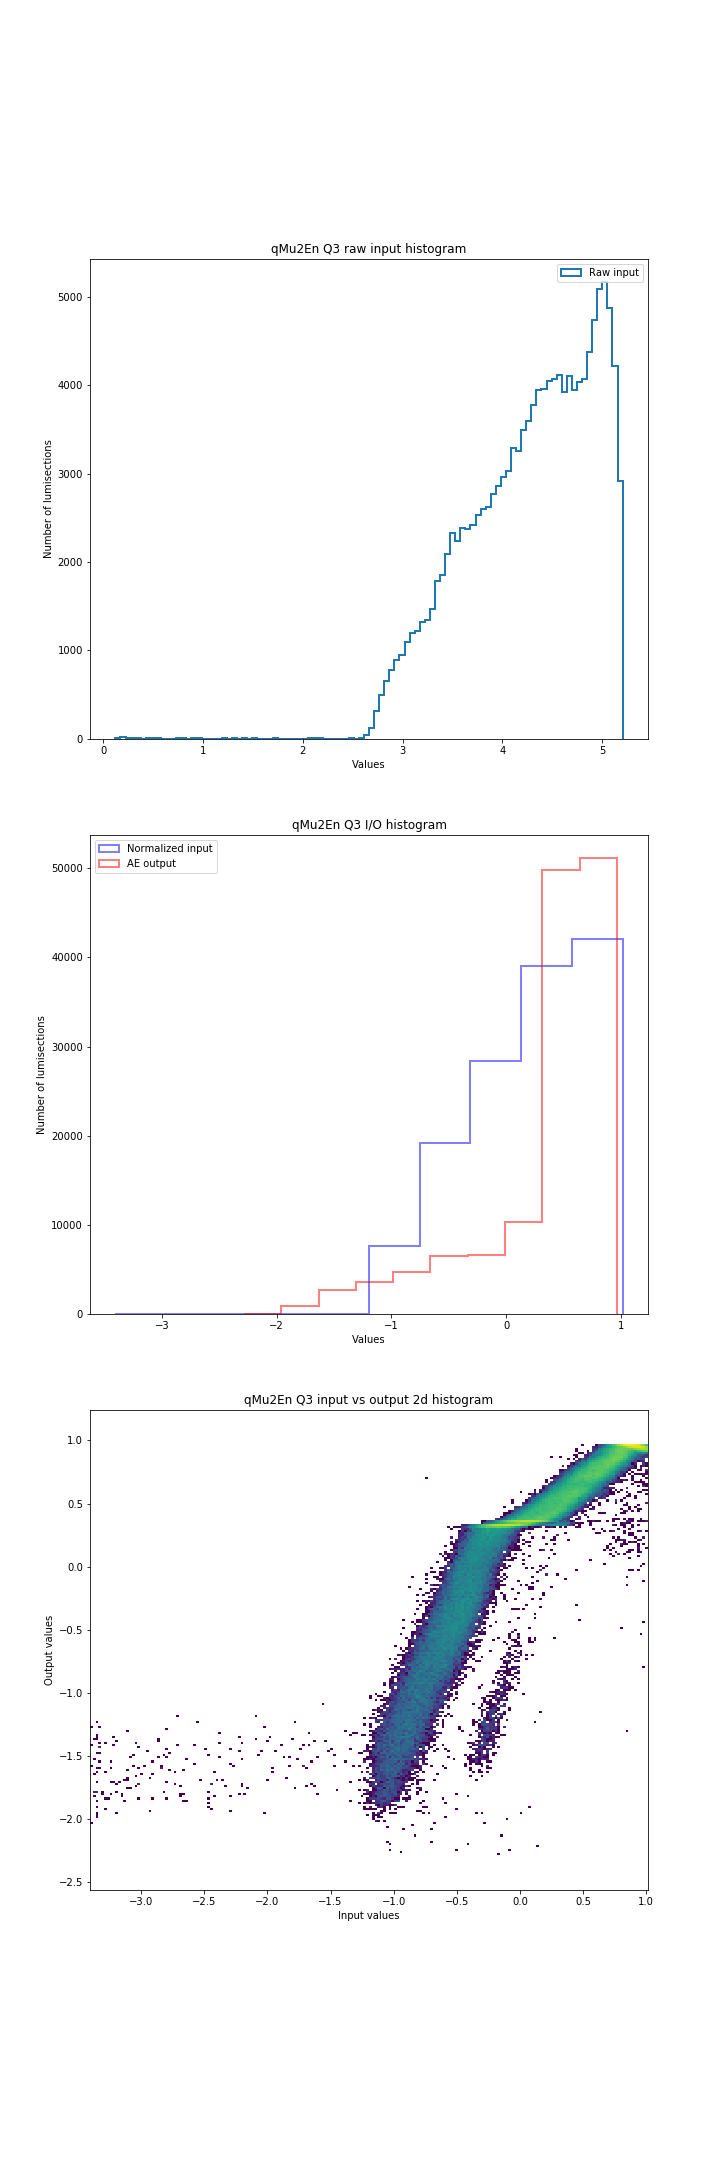 qMu2En Q3 raw input histogram
Raw input
5000
4000
3000
2000
1000
0
Number of lumisections
0 1 2 3 4 5
Values
qMu2En Q3 I/O histogram
Normalized input
AE output
50000
40000
30000
20000
10000
0
Number of lumisections
−3 −2 −1 0 1
Values
qMu2En Q3 input vs output 2d histogram
1.0
0.5
0.0
−0.5
−1.0
−1.5
−2.0
−2.5
Output values
−3.0 −2.5 −2.0 −1.5 −1.0 −0.5 0.0 0.5 1.0
Input values